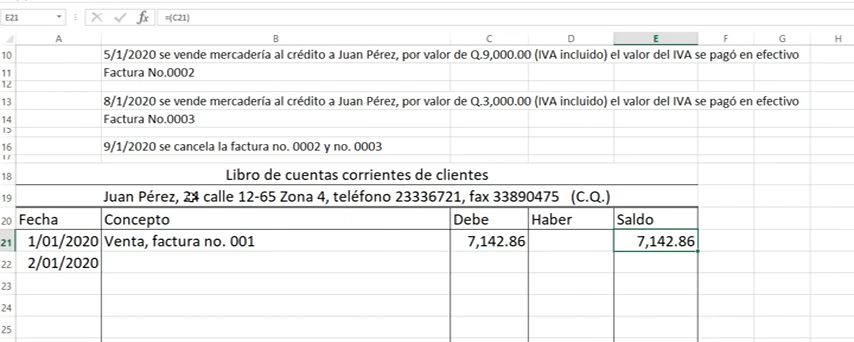 E21 fx =(C21)
A B C D E F G H
10 5/1/2020 se vende mercadería al crédito a Juan Pérez, por valor de Q.9,000.00 (IVA incluido) el valor del IVA se pagó en efectivo
11 Factura No.0002
12
13 8/1/2020 se vende mercadería al crédito a Juan Pérez, por valor de Q.3,000.00 (IVA incluido) el valor del IVA se pagó en efectivo
14 Factura No.0003
15
16 9/1/2020 se cancela la factura no. 0002 y no. 0003
17
18 Libro de cuentas corrientes de clientes
19 Juan Pérez, 24 calle 12-65 Zona 4, teléfono 23336721, fax 33890475 (C.Q.)
20 Fecha Concepto Debe Haber Saldo
21 1/01/2020 Venta, factura no. 001 7,142.86 7,142.86
22 2/01/2020
23
24
25